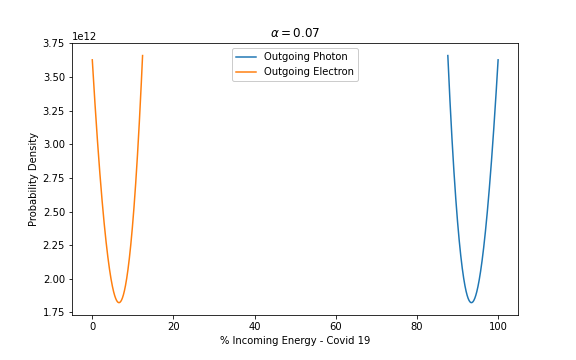 α = 0.07
1e12
3.75
3.50
3.25
3.00
2.75
2.50
2.25
2.00
1.75
Probability Density
Outgoing Photon
Outgoing Electron
0 20 40 60 80 100
% Incoming Energy - Covid 19